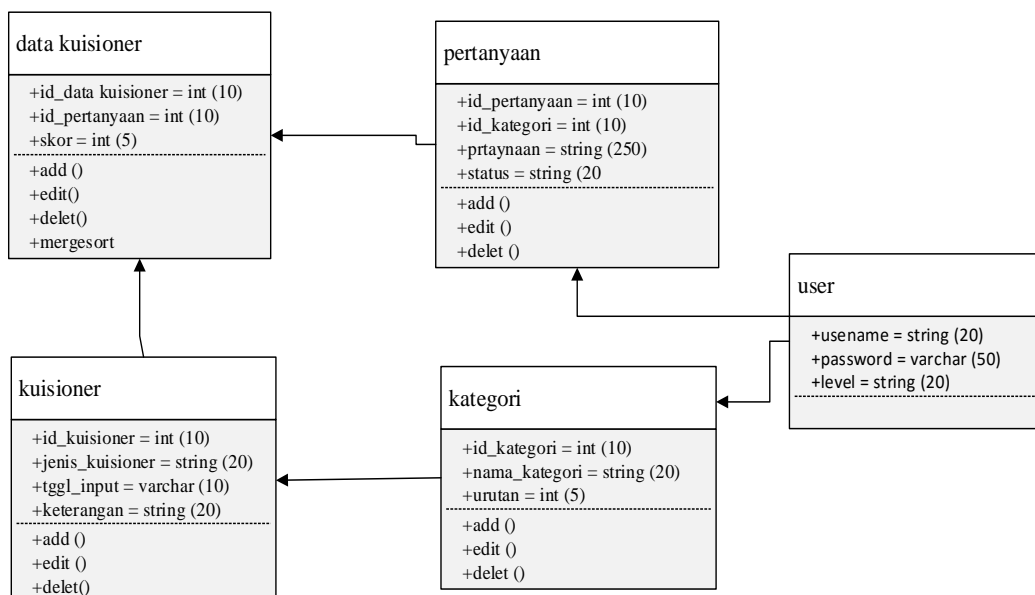 data kuisioner
+id_data kuisioner = int (10)
+id_pertanyaan = int (10)
+skor = int (5)
+add ()
+edit()
+delet()
+mergesort
pertanyaan
+id_pertanyaan = int (10)
+id_kategori = int (10)
+prtaynaan = string (250)
+status = string (20
+add ()
+edit ()
+delet ()
user
+usename = string (20)
+password = varchar (50)
+level = string (20)
kuisioner
+id_kuisioner = int (10)
+jenis_kuisioner = string (20)
+tggl_input = varchar (10)
+keterangan = string (20)
+add ()
+edit ()
+delet()
kategori
+id_kategori = int (10)
+nama_kategori = string (20)
+urutan = int (5)
+add ()
+edit ()
+delet ()